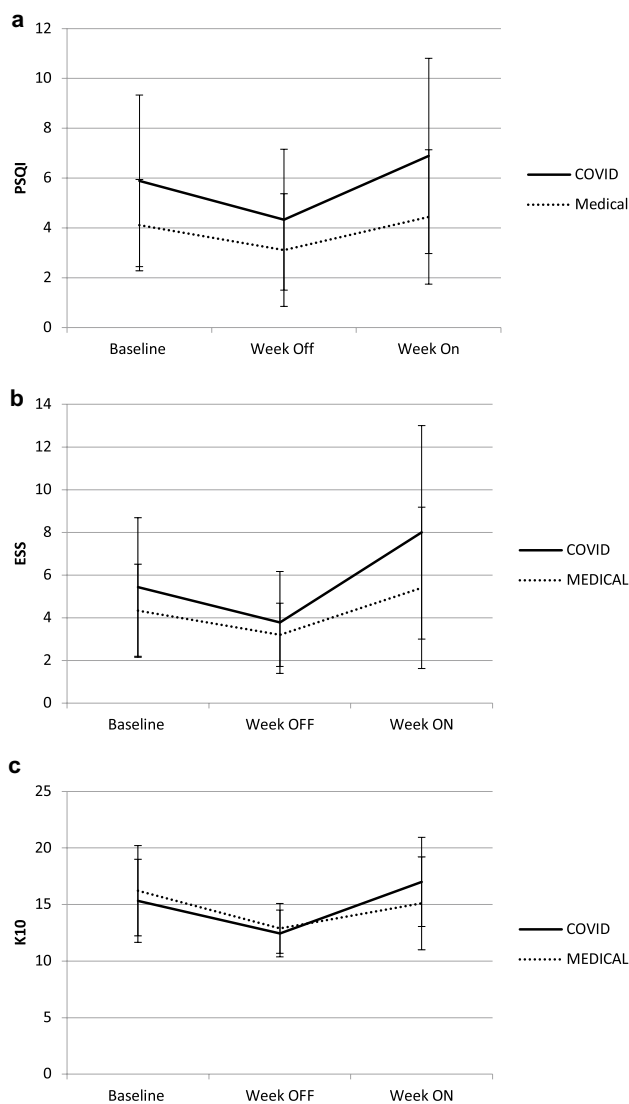 a
12
10
8
6
4
2
0
PSQI
Baseline Week Off Week On
COVID
Medical
b
14
12
10
8
6
4
2
0
ESS
Baseline Week OFF Week ON
COVID
MEDICAL
c
25
20
15
10
5
0
K10
Baseline Week OFF Week ON
COVID
MEDICAL